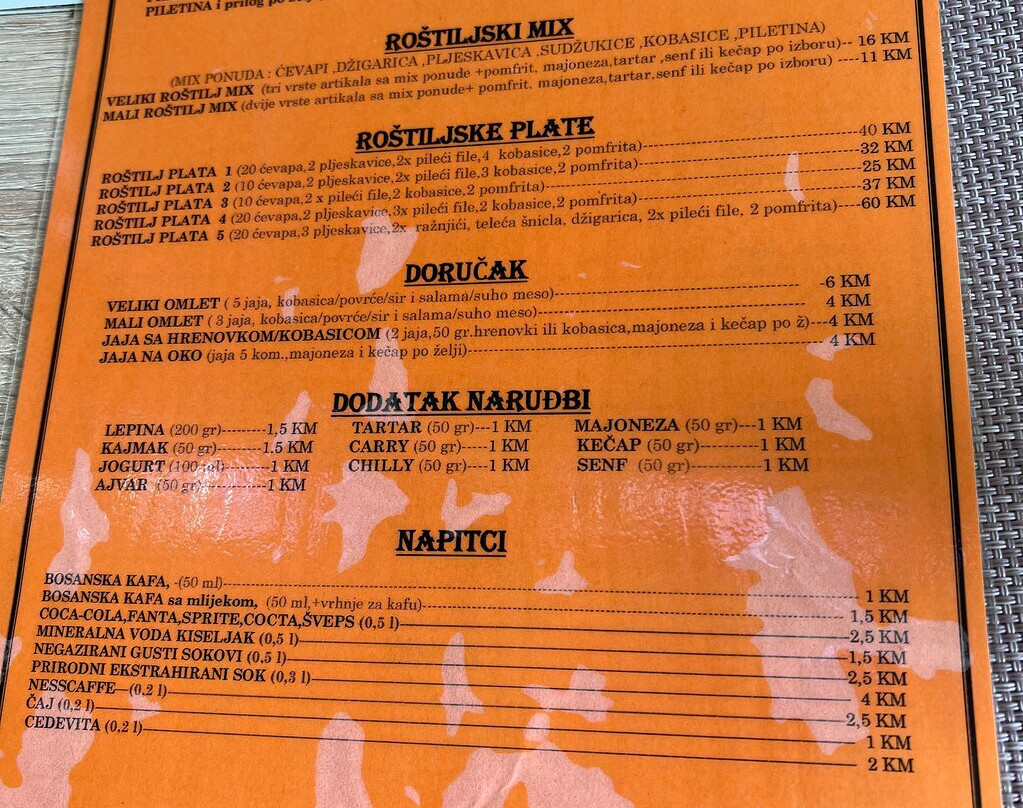 PILETINA i prilog po
ROŠTILJSKI MIX
(MIX PONUDA : ĆEVAPI ,DŽIGARICA ,PLJESKAVICA ,SUDŽUKICE ,KOBASICE ,PILETINA)
VELIKI ROŠTILJ MIX (tri vrste artikala sa mix ponude +pomfrit, majoneza,tartar ,senf ili kečap po izboru)-- 16 KM
MALI ROŠTILJ MIX (dvije vrste artikala sa mix ponude+ pomfrit. majoneza,tartar.senf ili kečap po izboru) ----11 KM
ROŠTILJSKE PLATE
ROŠTILJ PLATA 1 (20 ćevapa,2 pljeskavice,2x pileći file,4 kobasice,2 pomfrita)--------40 KM
ROŠTILJ PLATA 2 (10 ćevapa,2 pljeskavice,2x pileći file,3 kobasice,2 pomfrita)--------32 KM
ROŠTILJ PLATA 3 (10 ćevapa,2 x pileći file,2 kobasice,2 pomfrita)--------25 KM
ROŠTILJ PLATA 4 (20 ćevapa,2 pljeskavice,3x pileći file,2 kobasice,2 pomfrita)--------37 KM
ROŠTILJ PLATA 5 (20 ćevapa,3 pljeskavice,2x ražnjići, teleća šnicla, džigarica, 2x pileći file, 2 pomfrita)----60 KM
DORUČAK
VELIKI OMLET ( 5 jaja, kobasica/povrće/sir i salama/suho meso)-------- -6 KM
MALI OMLET ( 3 jaja, kobasica/povrće/sir i salama/suho meso)-------- 4 KM
JAJA SA HRENOVKOM/KOBASICOM (2 jaja,50 gr.hrenovki ili kobasica,majoneza i kečap po ž)---4 KM
JAJA NA OKO (jaja 5 kom.,majoneza i kečap po želji)-------- 4 KM
DODATAK NARUĐBI
LEPINA (200 gr)---------1,5 KM TARTAR (50 gr)---1 KM MAJONEZA (50 gr)---1 KM
KAJMAK (50 gr)---------1.5 KM CARRY (50 gr)-----1 KM KEČAP (50 gr)-----------1 KM
JOGURT (100 ml)---------1 KM CHILLY (50 gr)---1 KM SENF (50 gr)------------1 KM
AJVAR (50 gr)------------1 KM
NAPITCI
BOSANSKA KAFA, -(50 ml)-------- 1 KM
BOSANSKA KAFA sa mlijekom, (50 ml,+vrhnje za kafu)-------- 1,5 KM
COCA-COLA,FANTA,SPRITE,COCTA,ŠVEPS (0,5 l)--------2,5 KM
MINERALNA VODA KISELJAK (0,5 l)--------1,5 KM
NEGAZIRANI GUSTI SOKOVI (0,5 l)--------2,5 KM
PRIRODNI EKSTRAHIRANI SOK (0,3 l)-------- 4 KM
NESSCAFFE—(0,2 l)--------2,5 KM
ČAJ (0,2 l)-------- 1 KM
CEDEVITA (0,2 l)-------- 2 KM